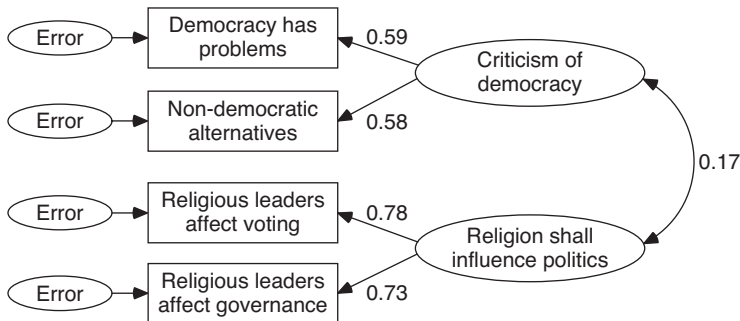 Error
Democracy has
problems
0.59
Criticism of
democracy
Error
Non-democratic
alternatives
0.58
0.17
Error
Religious leaders
affect voting
0.78
Religion shall
influence politics
Error
Religious leaders
affect governance
0.73